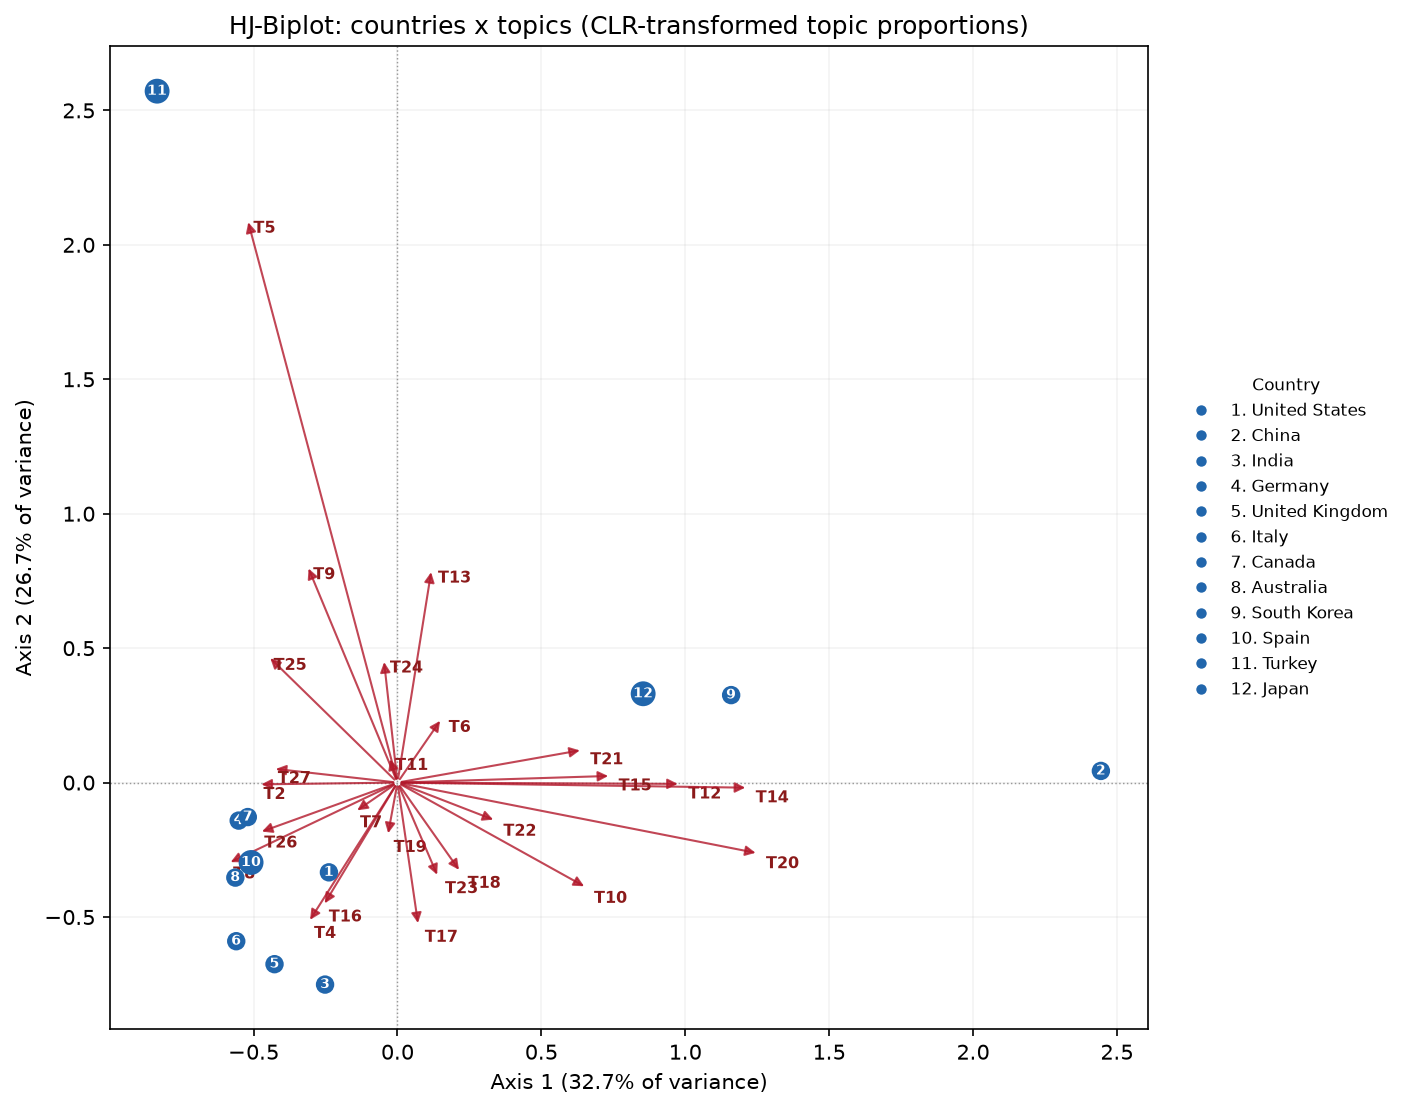 HJ-Biplot: countries x topics (CLR-transformed topic proportions)
Axis 2 (26.7% of variance)
2.5
2.0
1.5
1.0
0.5
0.0
−0.5
11
T5
T9
T13
T25
T24
12
9
T6
T11
T21
2
T27
T15
T2
T12
T14
4
7
T7
T22
T26
T19
T20
10
8
1
T18
T23
T10
T16
T4
T17
6
5
3
−0.5
0.0
0.5
1.0
1.5
2.0
2.5
Axis 1 (32.7% of variance)
Country
1. United States
2. China
3. India
4. Germany
5. United Kingdom
6. Italy
7. Canada
8. Australia
9. South Korea
10. Spain
11. Turkey
12. Japan